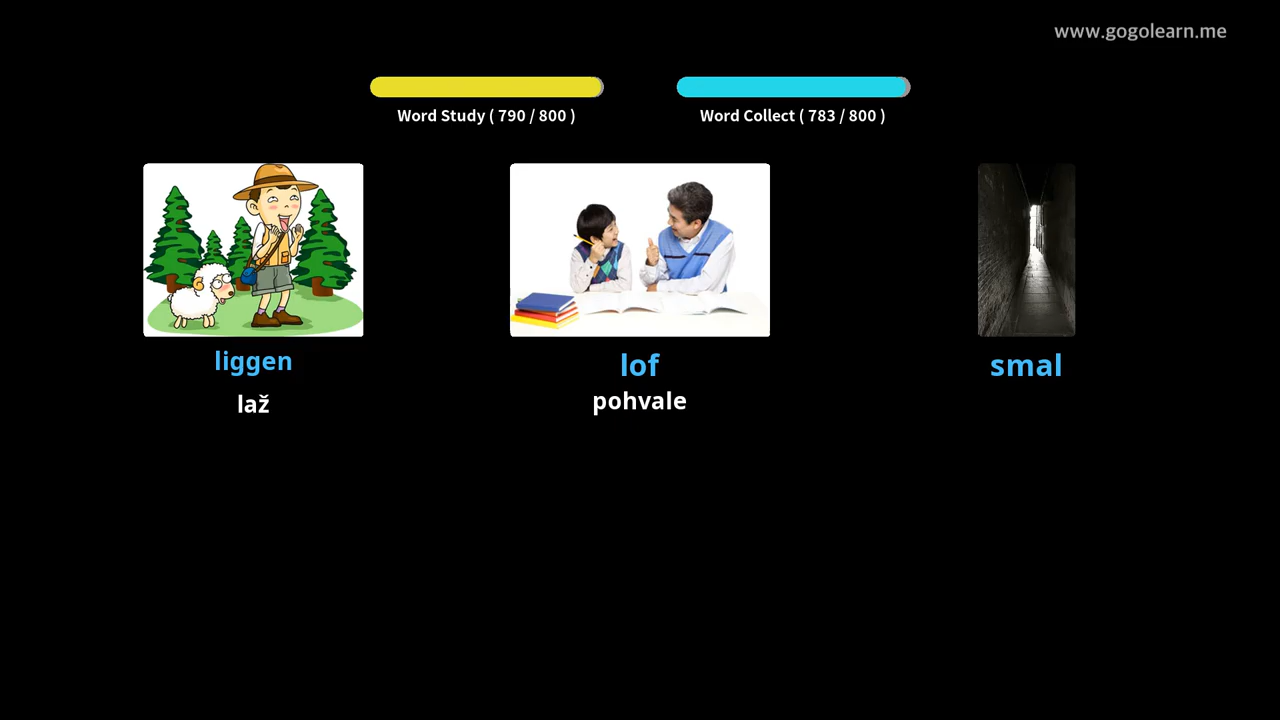 www.gogolearn.me
Word Study ( 790 / 800 )
Word Collect ( 783 / 800 )
liggen
lof
smal
laž
pohvale